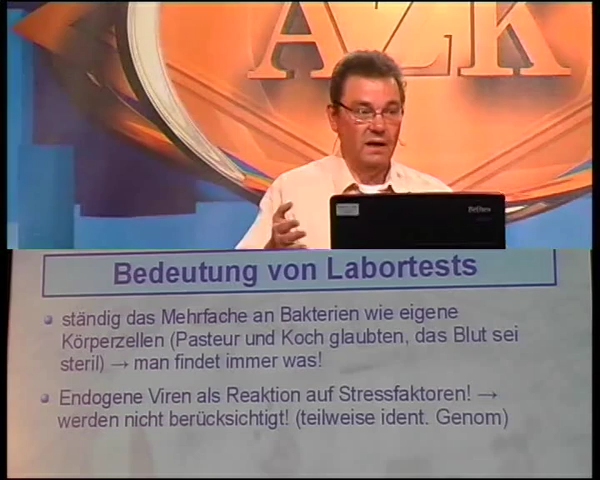 AZK
Bedeutung von Labortests
ständig das Mehrfache an Bakterien wie eigene
Körperzellen (Pasteur und Koch glaubten, das Blut sei
steril) → man findet immer was!
Endogene Viren als Reaktion auf Stressfaktoren! →
werden nicht berücksichtigt! (teilweise ident. Genom)